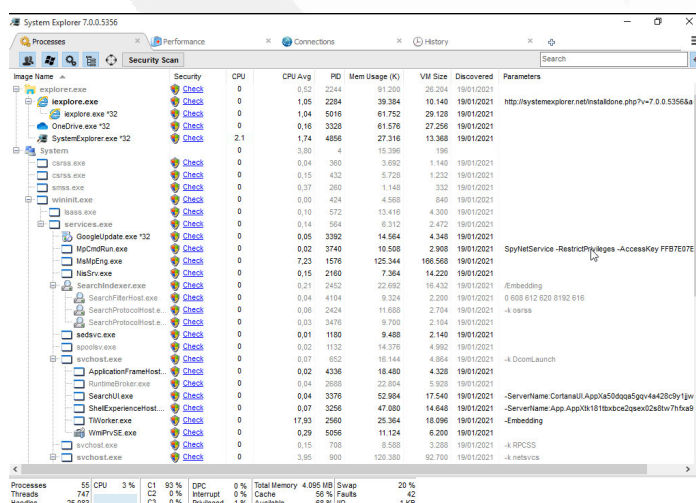 System Explorer 7.0.0.5356
Processes Performance Connections History
Security Scan Search
Image Name Security CPU CPU Avg PID Mem Usage (K) VM Size Discovered Parameters
explorer.exe Check 0 0,52 2244 91.200 26.204 19/01/2021
iexplore.exe Check 0 1,05 2284 39.384 10.140 19/01/2021 http://systemexplorer.net/installdone.php?v=7.0.0.5356&a
iexplore.exe *32 Check 0 1,04 5016 61.752 29.128 19/01/2021
OneDrive.exe *32 Check 0 0,16 3328 61.576 27.256 19/01/2021
SystemExplorer.exe *32 Check 2.1 1,74 4856 27.316 13.368 19/01/2021
System 0 3,80 4 15.396 196
csrss.exe Check 0 0,04 360 3.692 1.140 19/01/2021
csrss.exe Check 0 0,15 432 5.728 1.232 19/01/2021
smss.exe Check 0 0,37 260 1.148 332 19/01/2021
wininit.exe Check 0 0,00 424 4.568 840 19/01/2021
lsass.exe Check 0 0,10 572 13.416 4.300 19/01/2021
services.exe Check 0 0,14 564 6.312 2.472 19/01/2021
GoogleUpdate.exe *32 Check 0 0,05 3392 14.564 4.348 19/01/2021
MpCmdRun.exe Check 0 0,02 3740 10.508 2.908 19/01/2021 SpyNetService -RestrictPrivileges -AccessKey FFB7E07E
MsMpEng.exe Check 0 7,23 1576 125.344 166.568 19/01/2021
NisSrv.exe Check 0 0,15 2160 7.364 14.220 19/01/2021
SearchIndexer.exe Check 0 0,21 2452 22.692 16.432 19/01/2021 /Embedding
SearchFilterHost.exe Check 0 0,04 4104 9.324 2.200 19/01/2021 0 608 612 620 8192 616
SearchProtocolHost.e... Check 0 0,06 2424 11.688 2.704 19/01/2021 -k osrss
SearchProtocolHost.e... Check 0 0,03 3476 9.700 2.104 19/01/2021
sedsvc.exe Check 0 0,01 1180 9.488 2.140 19/01/2021
spoolsv.exe Check 0 0,02 1132 14.376 4.992 19/01/2021
svchost.exe Check 0 0,07 652 16.144 4.864 19/01/2021 -k DcomLaunch
ApplicationFrameHost... Check 0 0,02 4336 18.480 4.328 19/01/2021
RuntimeBroker.exe Check 0 0,04 2688 22.804 5.928 19/01/2021
SearchUI.exe Check 0 0,04 3376 52.984 17.540 19/01/2021 -ServerName:CortanaUI.AppXa50dqqa5gqv4a428c9y1jjw
ShellExperienceHost.... Check 0 0,07 3256 47.080 14.648 19/01/2021 -ServerName:App.AppXtk181tbxbce2qsex02s8tw7hfxa9
TiWorker.exe Check 0 17,93 2560 25.364 18.096 19/01/2021 -Embedding
WmiPrvSE.exe Check 0 0,29 5056 11.124 6.200 19/01/2021
svchost.exe Check 0 0,15 708 8.588 3.288 19/01/2021 -k RPCSS
svchost.exe Check 0 3,95 900 120.380 92.700 19/01/2021 -k netsvcs
Processes 55 CPU 3 % C1 93 % DPC 0 % Total Memory 4.095 MB Swap 20 %
Threads 747 C2 0 % Interrupt 0 % Cache 56 % Faults 42
Handles 25.083 C3 0 % Privileged 1 % Available 68 % I/O 1 KB